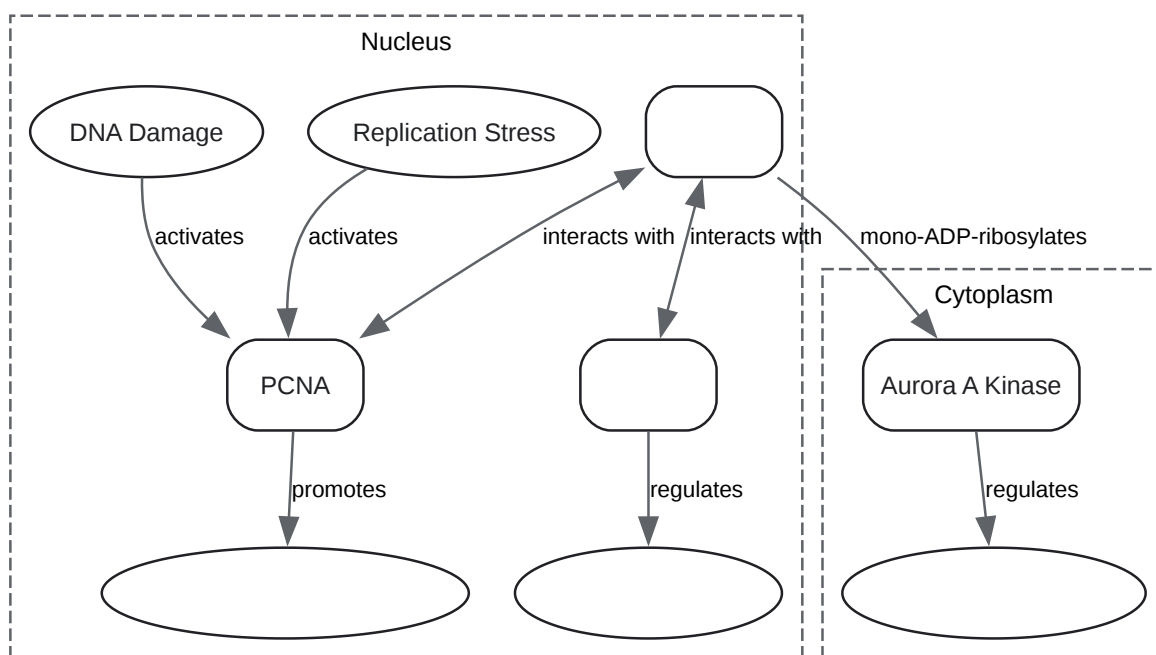 Nucleus
DNA Damage
Replication Stress
activates
activates
interacts with
interacts with
mono-ADP-ribosylates
Cytoplasm
PCNA
Aurora A Kinase
promotes
regulates
regulates